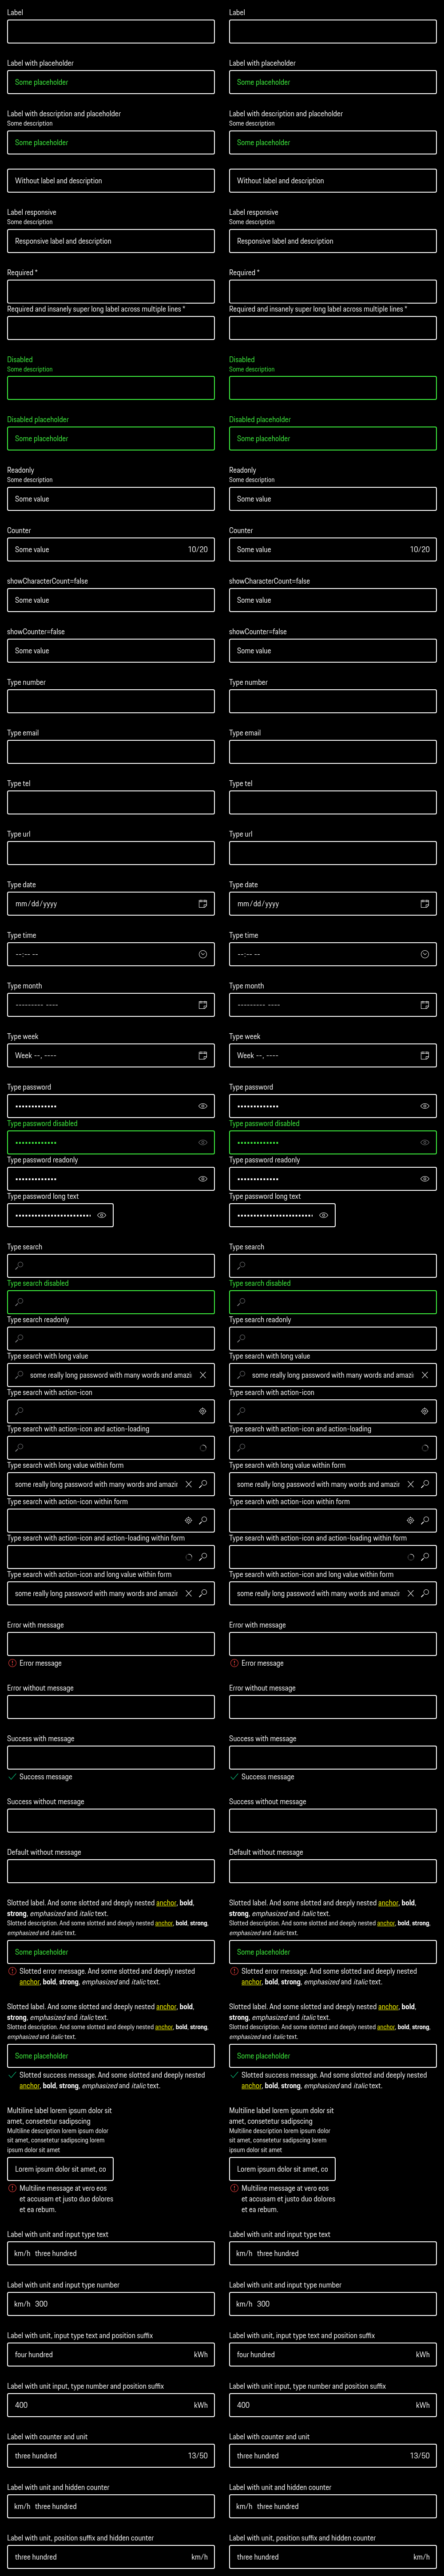 Label
Label
Label with placeholder
Label with placeholder
Some placeholder
Some placeholder
Label with description and placeholder
Label with description and placeholder
Some description
Some description
Some placeholder
Some placeholder
Without label and description
Without label and description
Label responsive
Label responsive
Some description
Some description
Responsive label and description
Responsive label and description
Required *
Required *
Required and insanely super long label across multiple lines *
Required and insanely super long label across multiple lines *
Disabled
Disabled
Some description
Some description
Disabled placeholder
Disabled placeholder
Some placeholder
Some placeholder
Readonly
Readonly
Some description
Some description
Some value
Some value
Counter
Counter
Some value 10/20
Some value 10/20
showCharacterCount=false
showCharacterCount=false
Some value
Some value
showCounter=false
showCounter=false
Some value
Some value
Type number
Type number
Type email
Type email
Type tel
Type tel
Type url
Type url
Type date
Type date
mm/dd/yyyy
mm/dd/yyyy
Type time
Type time
--:-- --
--:-- --
Type month
Type month
--------- ----
--------- ----
Type week
Type week
Week --, ----
Week --, ----
Type password
Type password
•••••••••••••
•••••••••••••
Type password disabled
Type password disabled
•••••••••••••
•••••••••••••
Type password readonly
Type password readonly
•••••••••••••
•••••••••••••
Type password long text
Type password long text
••••••••••••••••••••••••
••••••••••••••••••••••••
Type search
Type search
Type search disabled
Type search disabled
Type search readonly
Type search readonly
Type search with long value
Type search with long value
some really long password with many words and amazi
some really long password with many words and amazi
Type search with action-icon
Type search with action-icon
Type search with action-icon and action-loading
Type search with action-icon and action-loading
Type search with long value within form
Type search with long value within form
some really long password with many words and amazin
some really long password with many words and amazin
Type search with action-icon within form
Type search with action-icon within form
Type search with action-icon and action-loading within form
Type search with action-icon and action-loading within form
Type search with action-icon and long value within form
Type search with action-icon and long value within form
some really long password with many words and amazin
some really long password with many words and amazin
Error with message
Error with message
Error message
Error message
Error without message
Error without message
Success with message
Success with message
Success message
Success message
Success without message
Success without message
Default without message
Default without message
Slotted label. And some slotted and deeply nested anchor, bold,
strong, emphasized and italic text.
Slotted label. And some slotted and deeply nested anchor, bold,
strong, emphasized and italic text.
Slotted description. And some slotted and deeply nested anchor, bold, strong,
emphasized and italic text.
Slotted description. And some slotted and deeply nested anchor, bold, strong,
emphasized and italic text.
Some placeholder
Some placeholder
Slotted error message. And some slotted and deeply nested
anchor, bold, strong, emphasized and italic text.
Slotted error message. And some slotted and deeply nested
anchor, bold, strong, emphasized and italic text.
Slotted label. And some slotted and deeply nested anchor, bold,
strong, emphasized and italic text.
Slotted label. And some slotted and deeply nested anchor, bold,
strong, emphasized and italic text.
Slotted description. And some slotted and deeply nested anchor, bold, strong,
emphasized and italic text.
Slotted description. And some slotted and deeply nested anchor, bold, strong,
emphasized and italic text.
Some placeholder
Some placeholder
Slotted success message. And some slotted and deeply nested
anchor, bold, strong, emphasized and italic text.
Slotted success message. And some slotted and deeply nested
anchor, bold, strong, emphasized and italic text.
Multiline label lorem ipsum dolor sit
amet, consetetur sadipscing
Multiline label lorem ipsum dolor sit
amet, consetetur sadipscing
Multiline description lorem ipsum dolor
sit amet, consetetur sadipscing lorem
ipsum dolor sit amet
Multiline description lorem ipsum dolor
sit amet, consetetur sadipscing lorem
ipsum dolor sit amet
Lorem ipsum dolor sit amet, co
Lorem ipsum dolor sit amet, co
Multiline message at vero eos
et accusam et justo duo dolores
et ea rebum.
Multiline message at vero eos
et accusam et justo duo dolores
et ea rebum.
Label with unit and input type text
Label with unit and input type text
km/h three hundred
km/h three hundred
Label with unit and input type number
Label with unit and input type number
km/h 300
km/h 300
Label with unit, input type text and position suffix
Label with unit, input type text and position suffix
four hundred kWh
four hundred kWh
Label with unit input, type number and position suffix
Label with unit input, type number and position suffix
400 kWh
400 kWh
Label with counter and unit
Label with counter and unit
three hundred 13/50
three hundred 13/50
Label with unit and hidden counter
Label with unit and hidden counter
km/h three hundred
km/h three hundred
Label with unit, position suffix and hidden counter
Label with unit, position suffix and hidden counter
three hundred km/h
three hundred km/h